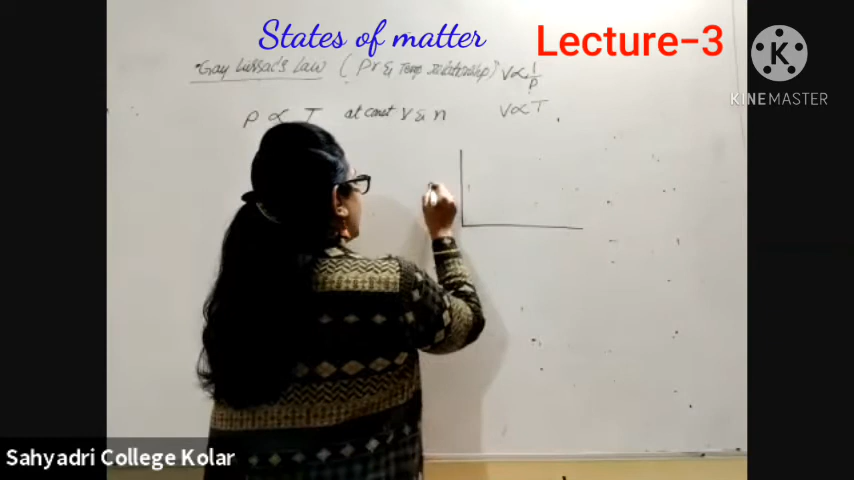 States of matter
Lecture-3
KINEMASTER
Gay Lussac's Law ( Pr & Temp relationship) V∝1/P
P ∝ T at const V & n V∝T
Sahyadri College Kolar